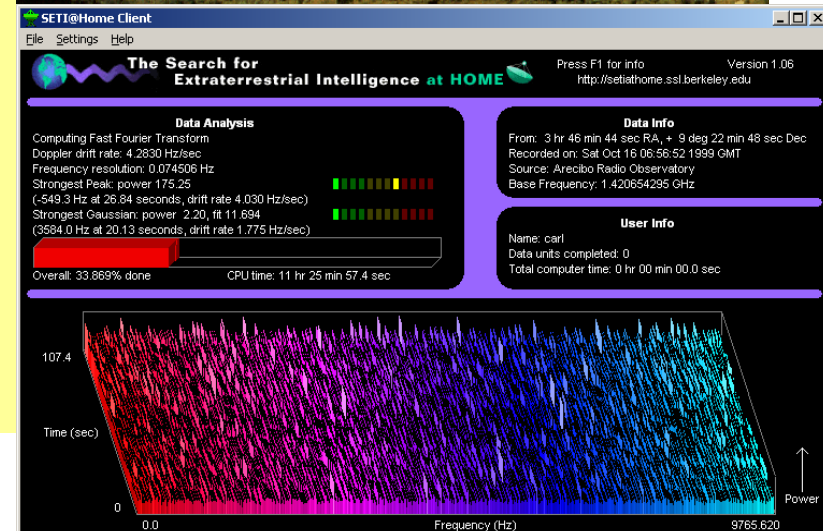 SETI@Home Client
File Settings Help
The Search for
Extraterrestrial Intelligence at HOME
Press F1 for info Version 1.06
http://setiathome.ssl.berkeley.edu
Data Analysis
Computing Fast Fourier Transform
Doppler drift rate: 4.2830 Hz/sec
Frequency resolution: 0.074506 Hz
Strongest Peak: power 175.25
(-549.3 Hz at 26.84 seconds, drift rate 4.030 Hz/sec)
Strongest Gaussian: power 2.20, fit 11.694
(3584.0 Hz at 20.13 seconds, drift rate 1.775 Hz/sec)
Overall: 33.869% done CPU time: 11 hr 25 min 57.4 sec
Data Info
From: 3 hr 46 min 44 sec RA, + 9 deg 22 min 48 sec Dec
Recorded on: Sat Oct 16 06:56:52 1999 GMT
Source: Arecibo Radio Observatory
Base Frequency: 1.420654295 GHz
User Info
Name: carl
Data units completed: 0
Total computer time: 0 hr 00 min 00.0 sec
107.4
Time (sec)
0
Power
0.0 Frequency (Hz) 9765.620